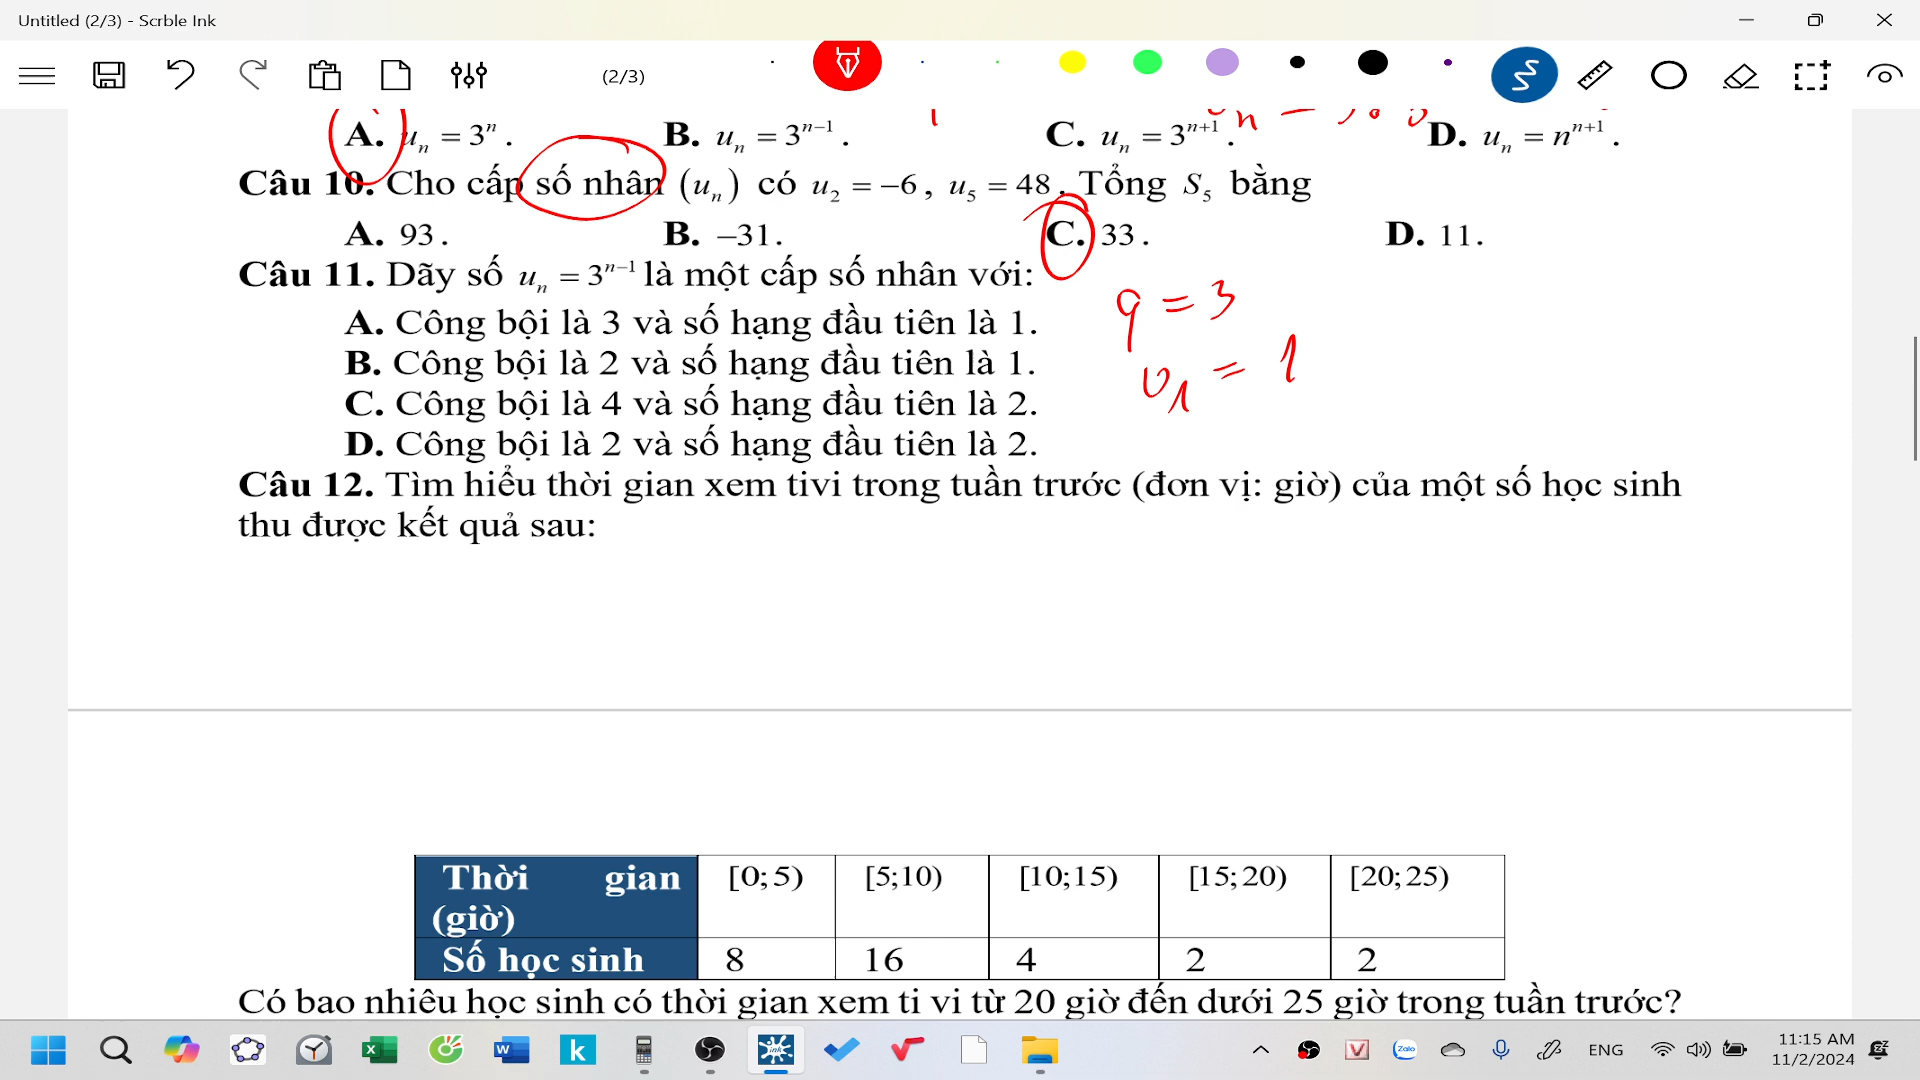 Untitled (2/3) - Scrble Ink
(2/3)
A. uₙ = 3ⁿ. B. uₙ = 3ⁿ⁻¹. C. uₙ = 3ⁿ⁺¹. D. uₙ = nⁿ⁺¹.
Câu 10. Cho cấp số nhân (uₙ) có u₂ = −6, u₅ = 48. Tổng S₅ bằng
A. 93. B. −31. C. 33. D. 11.
Câu 11. Dãy số uₙ = 3ⁿ⁻¹ là một cấp số nhân với:
A. Công bội là 3 và số hạng đầu tiên là 1.
q = 3
B. Công bội là 2 và số hạng đầu tiên là 1.
u₁ = 1
C. Công bội là 4 và số hạng đầu tiên là 2.
D. Công bội là 2 và số hạng đầu tiên là 2.
Câu 12. Tìm hiểu thời gian xem tivi trong tuần trước (đơn vị: giờ) của một số học sinh
thu được kết quả sau:
Thời gian (giờ) [0;5) [5;10) [10;15) [15;20) [20;25)
Số học sinh 8 16 4 2 2
Có bao nhiêu học sinh có thời gian xem ti vi từ 20 giờ đến dưới 25 giờ trong tuần trước?
ENG
11:15 AM
11/2/2024